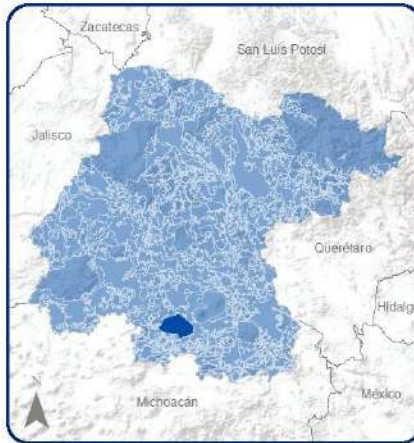 Zacatecas
San Luis Potosí
Jalisco
Querétaro
Hidalgo
N
Michoacán
México